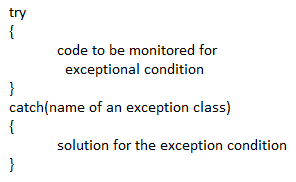 try
{
code to be monitored for
exceptional condition
}
catch(name of an exception class)
{
solution for the exception condition
}